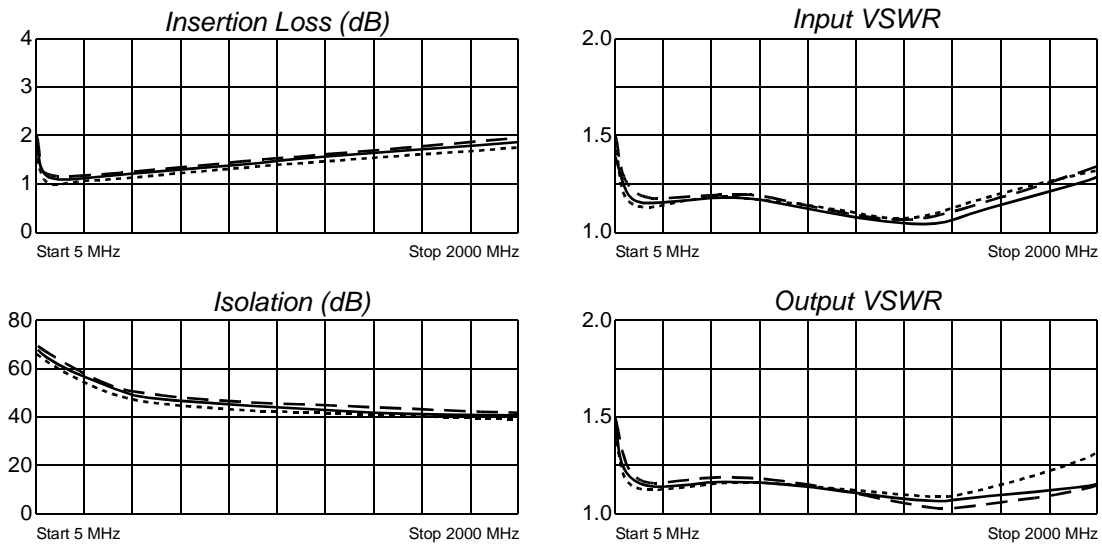 Insertion Loss (dB)
4
3
2
1
0
Start 5 MHz
Stop 2000 MHz
Input VSWR
2.0
1.5
1.0
Start 5 MHz
Stop 2000 MHz
Isolation (dB)
80
60
40
20
0
Start 5 MHz
Stop 2000 MHz
Output VSWR
2.0
1.5
1.0
Start 5 MHz
Stop 2000 MHz